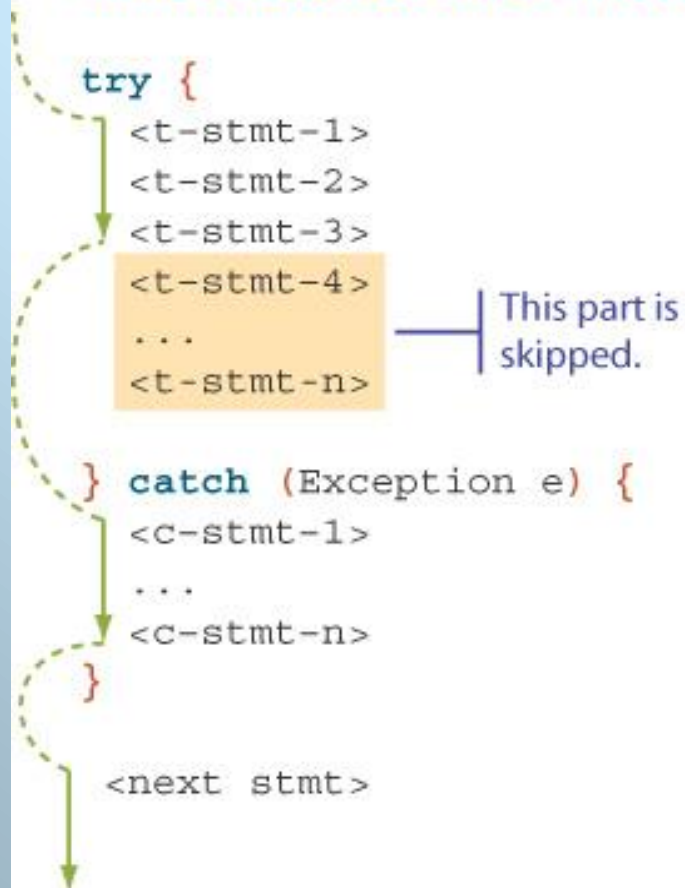 try {
<t-stmt-1>
<t-stmt-2>
<t-stmt-3>
<t-stmt-4>
...
<t-stmt-n>
This part is
skipped.
} catch (Exception e) {
<c-stmt-1>
...
<c-stmt-n>
}
<next stmt>